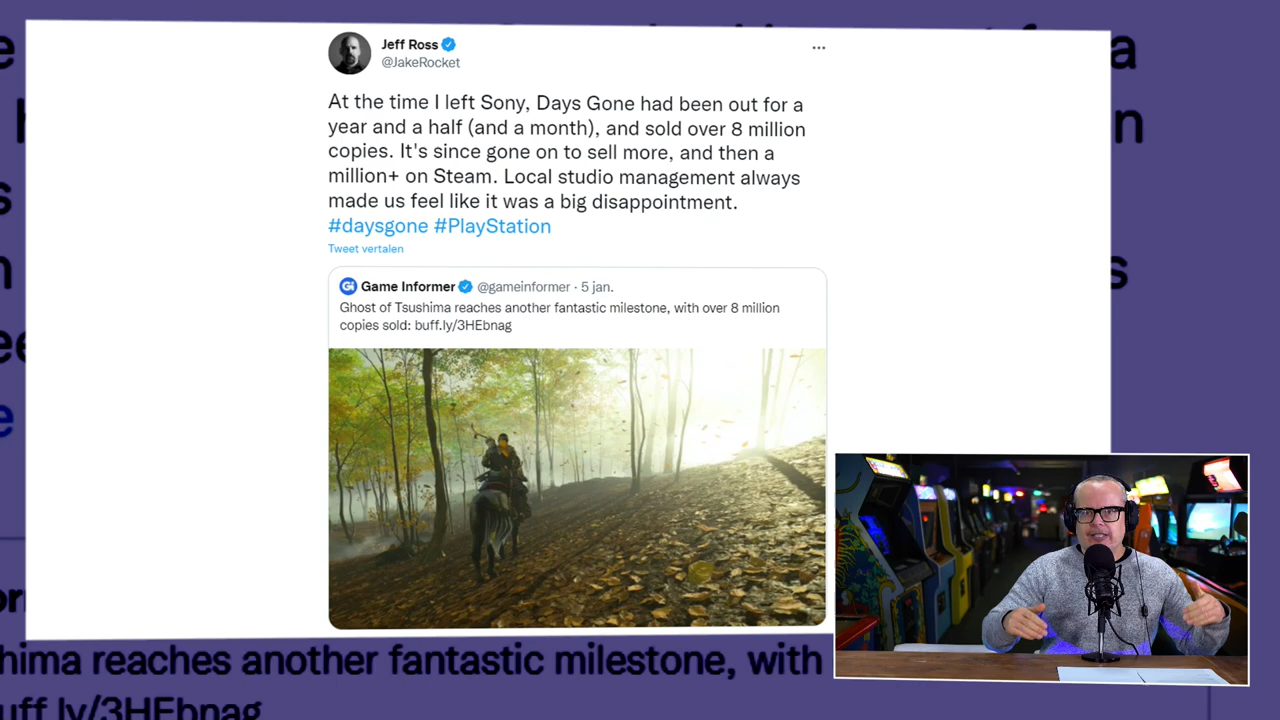 Jeff Ross
@JakeRocket
At the time I left Sony, Days Gone had been out for a
year and a half (and a month), and sold over 8 million
copies. It's since gone on to sell more, and then a
million+ on Steam. Local studio management always
made us feel like it was a big disappointment.
#daysgone #PlayStation
Tweet vertalen
Game Informer @gameinformer · 5 jan.
Ghost of Tsushima reaches another fantastic milestone, with over 8 million
copies sold: buff.ly/3HEbnag
hima reaches another fantastic milestone, with
uff.ly/3HEbnag